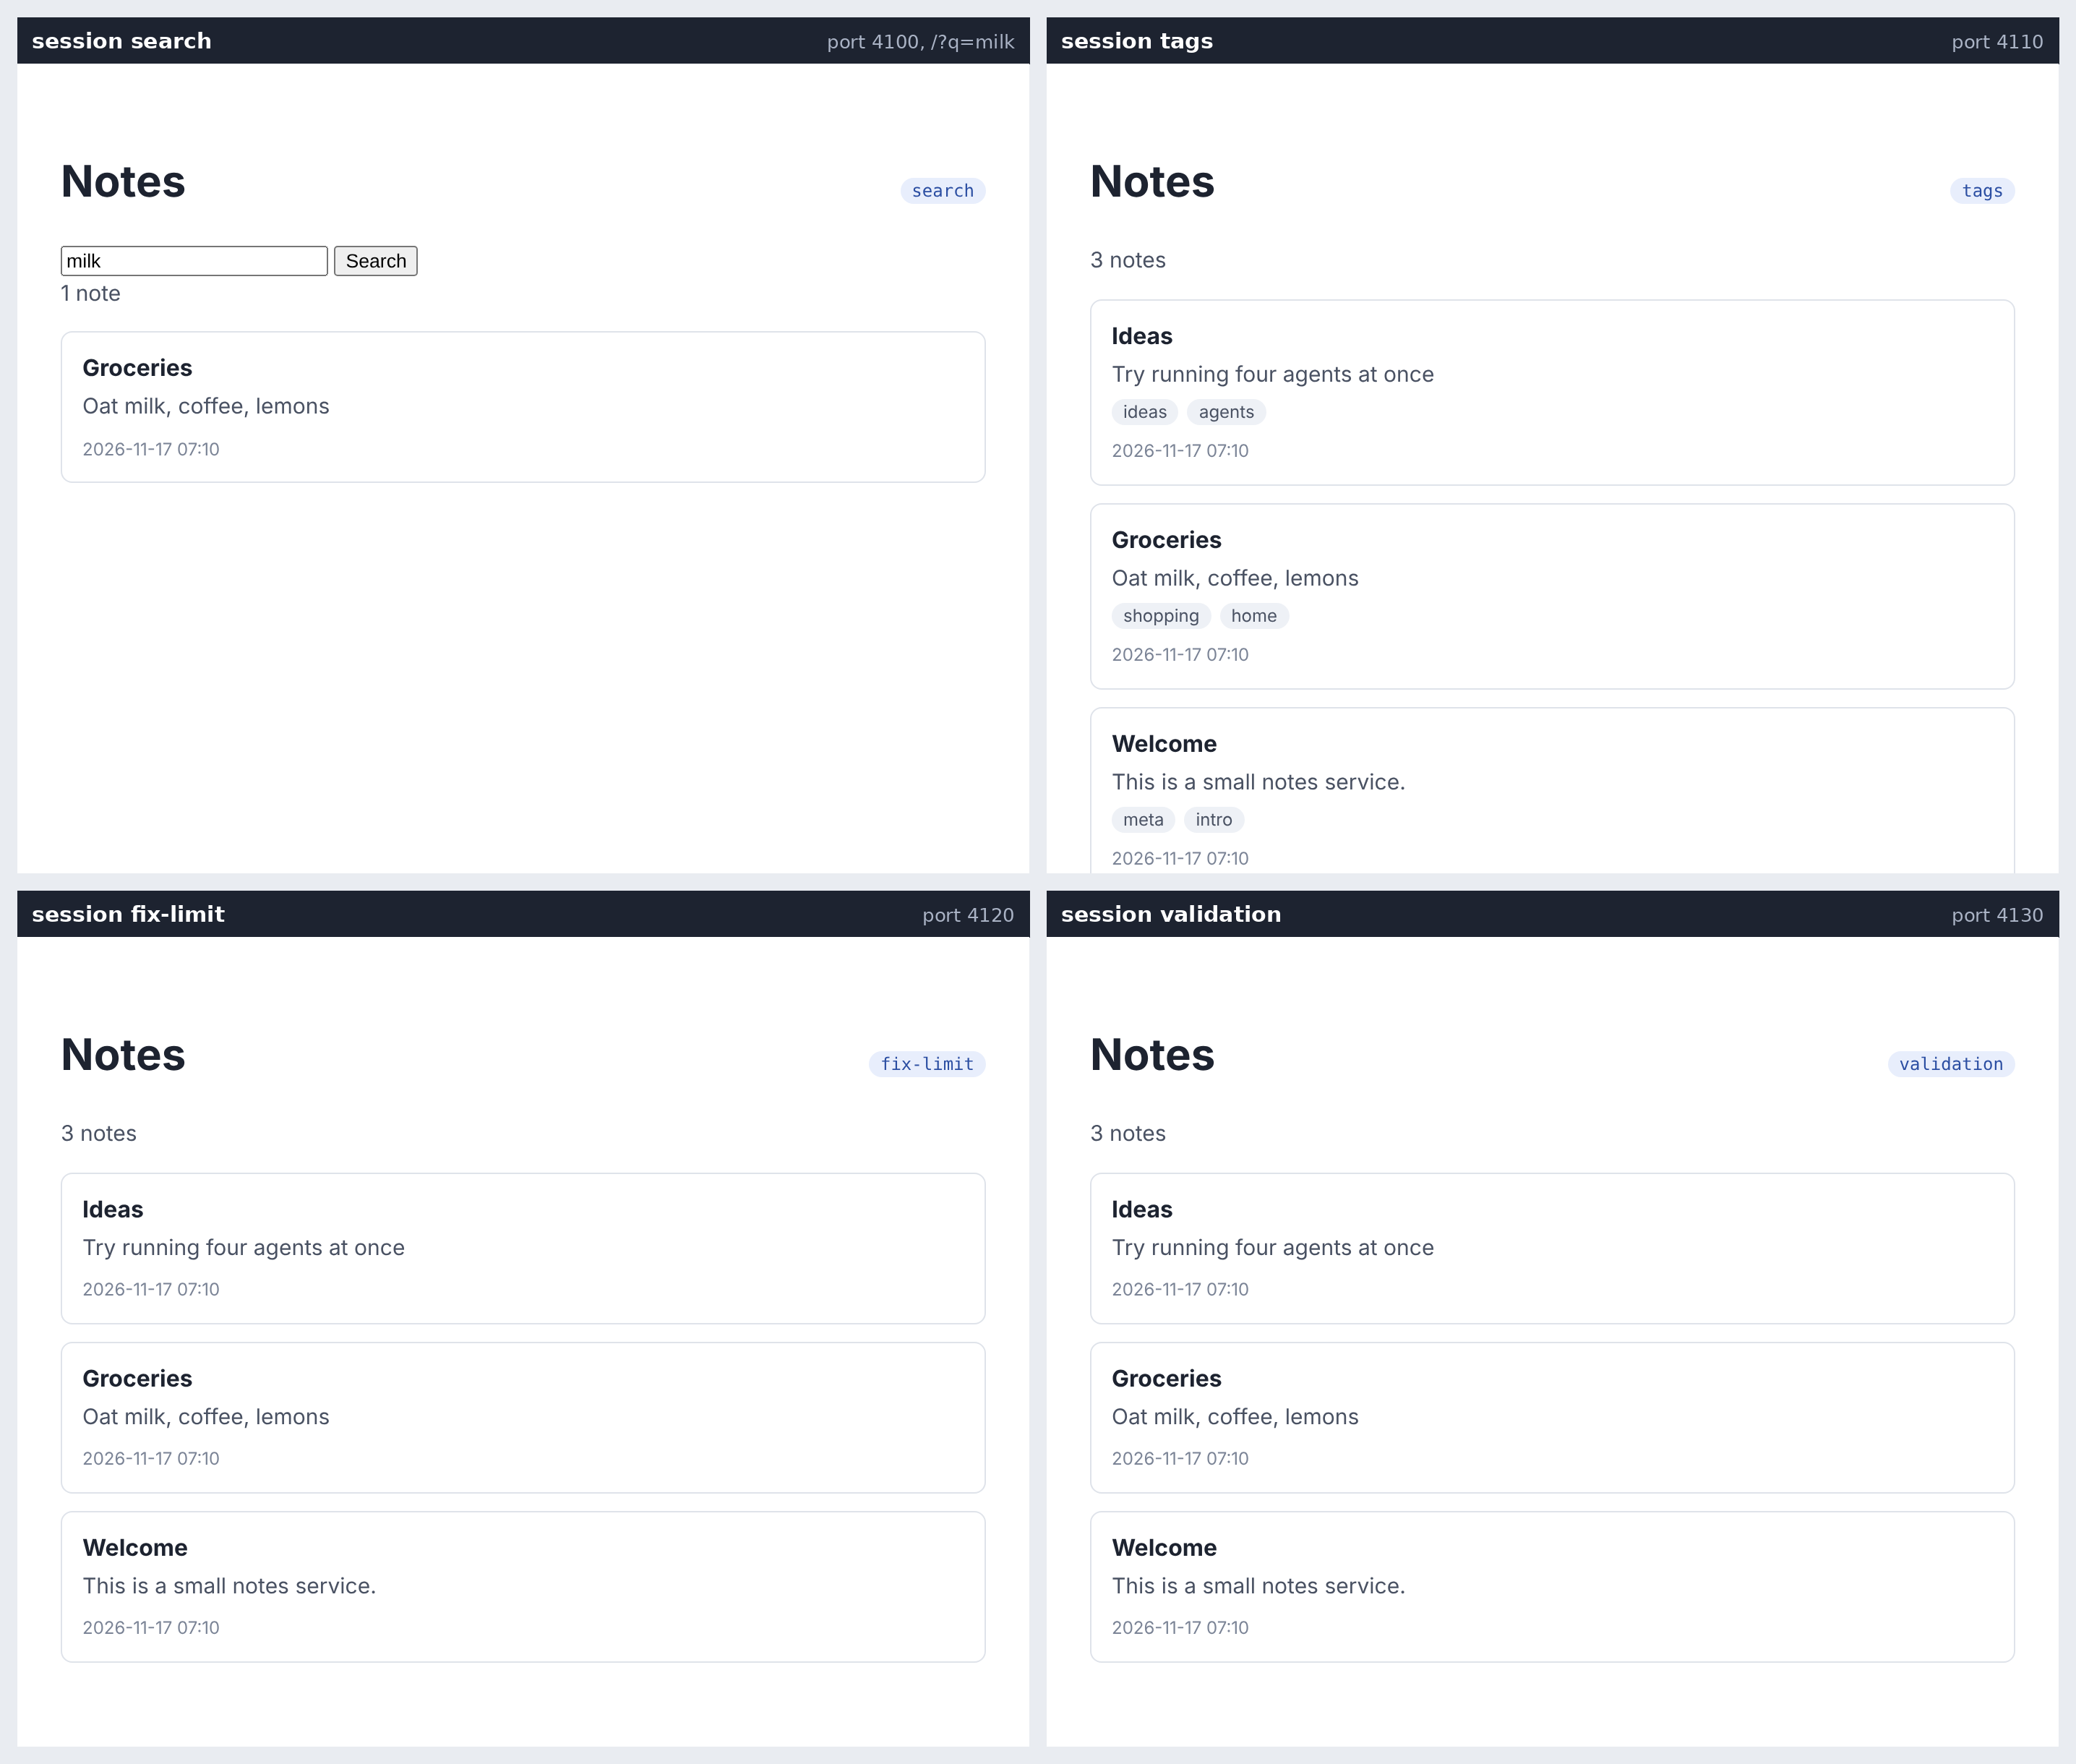 session search
port 4100, /?q=milk
Notes
search
milk
Search
1 note
Groceries
Oat milk, coffee, lemons
2026-11-17 07:10
session tags
port 4110
Notes
tags
3 notes
Ideas
Try running four agents at once
ideas
agents
2026-11-17 07:10
Groceries
Oat milk, coffee, lemons
shopping
home
2026-11-17 07:10
Welcome
This is a small notes service.
meta
intro
2026-11-17 07:10
session fix-limit
port 4120
Notes
fix-limit
3 notes
Ideas
Try running four agents at once
2026-11-17 07:10
Groceries
Oat milk, coffee, lemons
2026-11-17 07:10
Welcome
This is a small notes service.
2026-11-17 07:10
session validation
port 4130
Notes
validation
3 notes
Ideas
Try running four agents at once
2026-11-17 07:10
Groceries
Oat milk, coffee, lemons
2026-11-17 07:10
Welcome
This is a small notes service.
2026-11-17 07:10